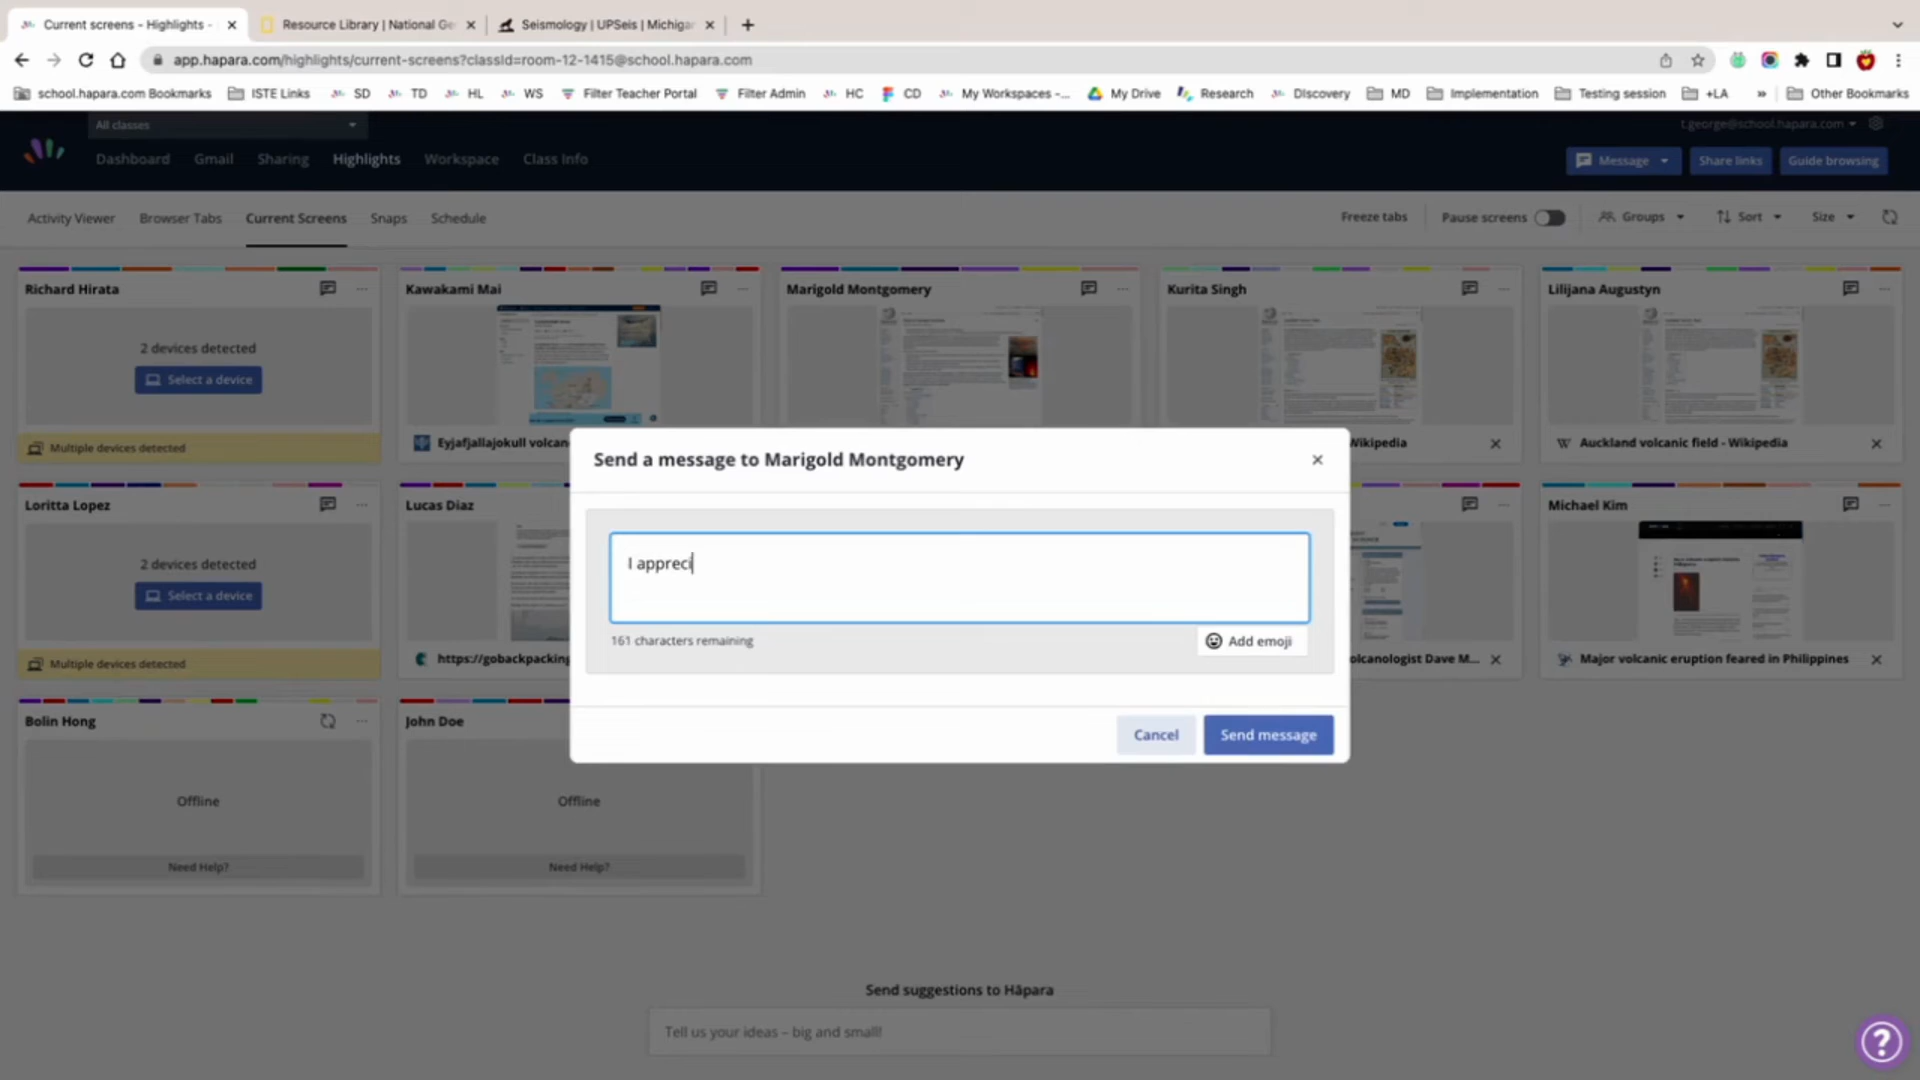 Current screens – Highlights -
Resource Library | National Ge
Seismology | UPSeis | Michigan
app.hapara.com/highlights/current-screens?classId=room-12-1415@school.hapara.com
school.hapara.com Bookmarks
ISTE Links
SD
TD
HL
WS
Filter Teacher Portal
Filter Admin
HC
CD
My Workspaces -...
My Drive
Research
DIscovery
MD
Implementation
Testing session
+LA
»
Other Bookmarks
All classes
t.george@school.hapara.com
Dashboard
Gmail
Sharing
Highlights
Workspace
Class Info
Message
Share links
Guide browsing
Activity Viewer
Browser Tabs
Current Screens
Snaps
Schedule
Freeze tabs
Pause screens
Groups
Sort
Size
Richard Hirata
Kawakami Mai
Marigold Montgomery
Kurita Singh
Lilijana Augustyn
2 devices detected
Select a device
Multiple devices detected
Eyjafjallajokull volcan
Wikipedia
Auckland volcanic field - Wikipedia
Send a message to Marigold Montgomery
I appreci
161 characters remaining
Add emoji
Cancel
Send message
Loritta Lopez
Lucas Diaz
Michael Kim
2 devices detected
Select a device
Multiple devices detected
https://gobackpacking
olcanologist Dave M...
Major volcanic eruption feared in Philippines
Bolin Hong
John Doe
Offline
Offline
Need Help?
Need Help?
Send suggestions to Hāpara
Tell us your ideas – big and small!
?